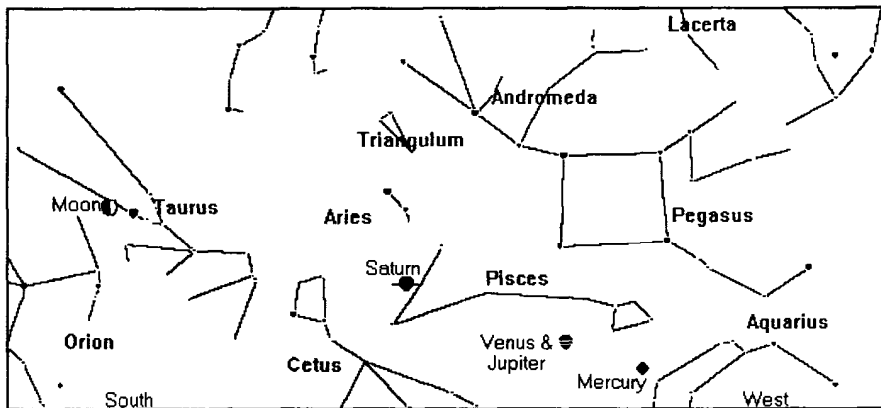 Lacerta
Andromeda
Triangulum
Moon
Taurus
Aries
Pegasus
Saturn
Pisces
Orion
Cetus
Venus &
Jupiter
Aquarius
Mercury
South
West